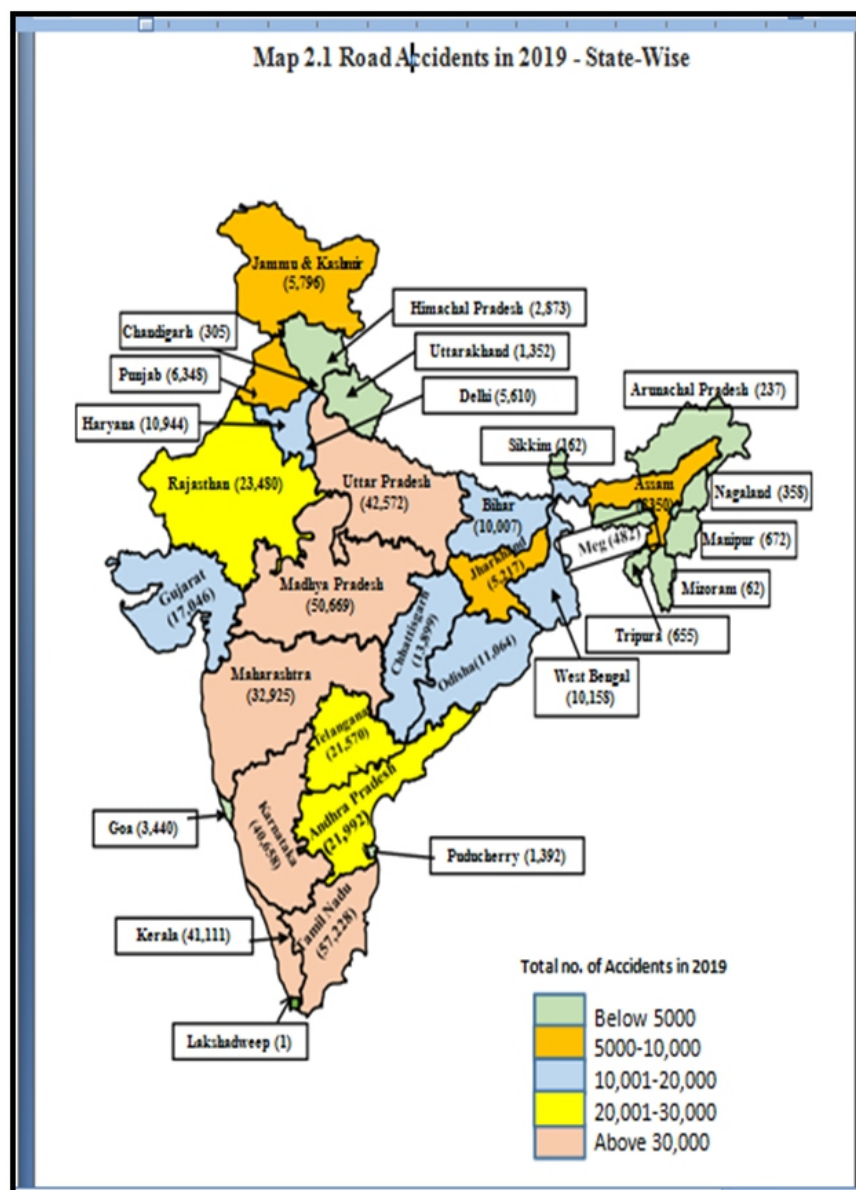 Map 2.1 Road Accidents in 2019 - State-Wise
Jammu & Kashmir
(5,796)
Himachal Pradesh (2,873)
Chandigarh (305)
Uttarakhand (1,352)
Punjab (6,348)
Delhi (5,610)
Arunachal Pradesh (237)
Haryana (10,944)
Sikkim (162)
Rajasthan (23,480)
Uttar Pradesh
(42,572)
Bihar
(10,007)
Assam
Nagaland (358)
Meg (482)
Manipur (672)
Jharkhand
(5,217)
Gujarat
(17,046)
Madhya Pradesh
(50,669)
Mizoram (62)
Chhattisgarh
(13,899)
Tripura (655)
Odisha(11,064)
Maharashtra
(32,925)
West Bengal
(10,158)
Telangana
(21,570)
Andhra Pradesh
(21,992)
Goa (3,440)
Karnataka
(40,658)
Puducherry (1,392)
Kerala (41,111)
Tamil Nadu
(57,228)
Lakshadweep (1)
Total no. of Accidents in 2019
Below 5000
5000-10,000
10,001-20,000
20,001-30,000
Above 30,000